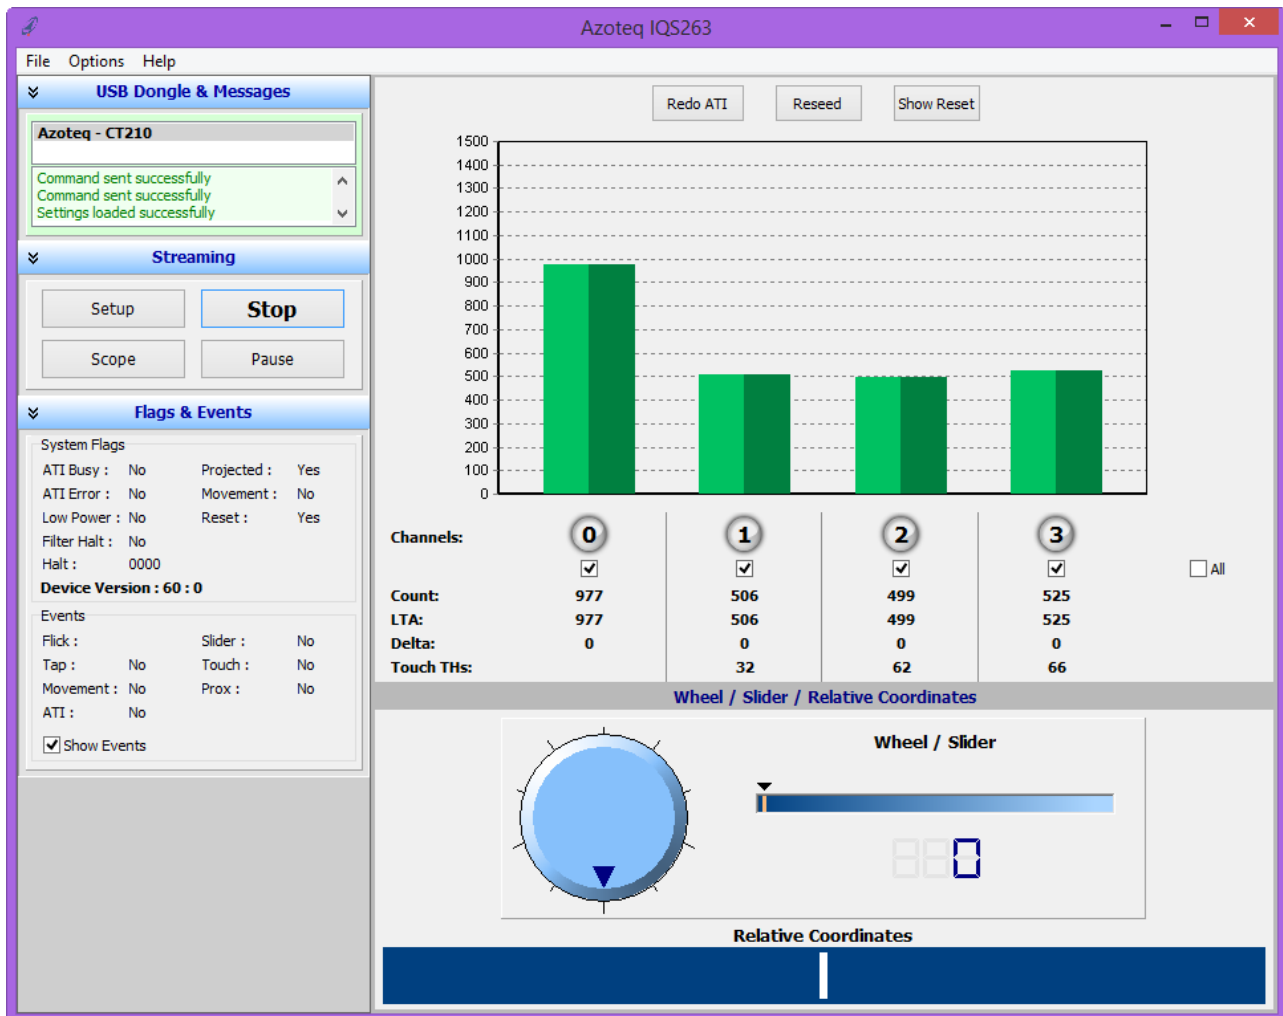 Azoteq IQS263
File Options Help
USB Dongle & Messages
Azoteq - CT210
Command sent successfully
Command sent successfully
Settings loaded successfully
Streaming
Setup Stop
Scope Pause
Flags & Events
System Flags
ATI Busy : No Projected : Yes
ATI Error : No Movement : No
Low Power : No Reset : Yes
Filter Halt : No
Halt : 0000
Device Version : 60 : 0
Events
Flick : Slider : No
Tap : No Touch : No
Movement : No Prox : No
ATI : No
Show Events
Redo ATI Reseed Show Reset
1500
1400
1300
1200
1100
1000
900
800
700
600
500
400
300
200
100
0
Channels: 0 1 2 3
All
Count: 977 506 499 525
LTA: 977 506 499 525
Delta: 0 0 0 0
Touch THs: 32 62 66
Wheel / Slider / Relative Coordinates
Wheel / Slider
0
Relative Coordinates